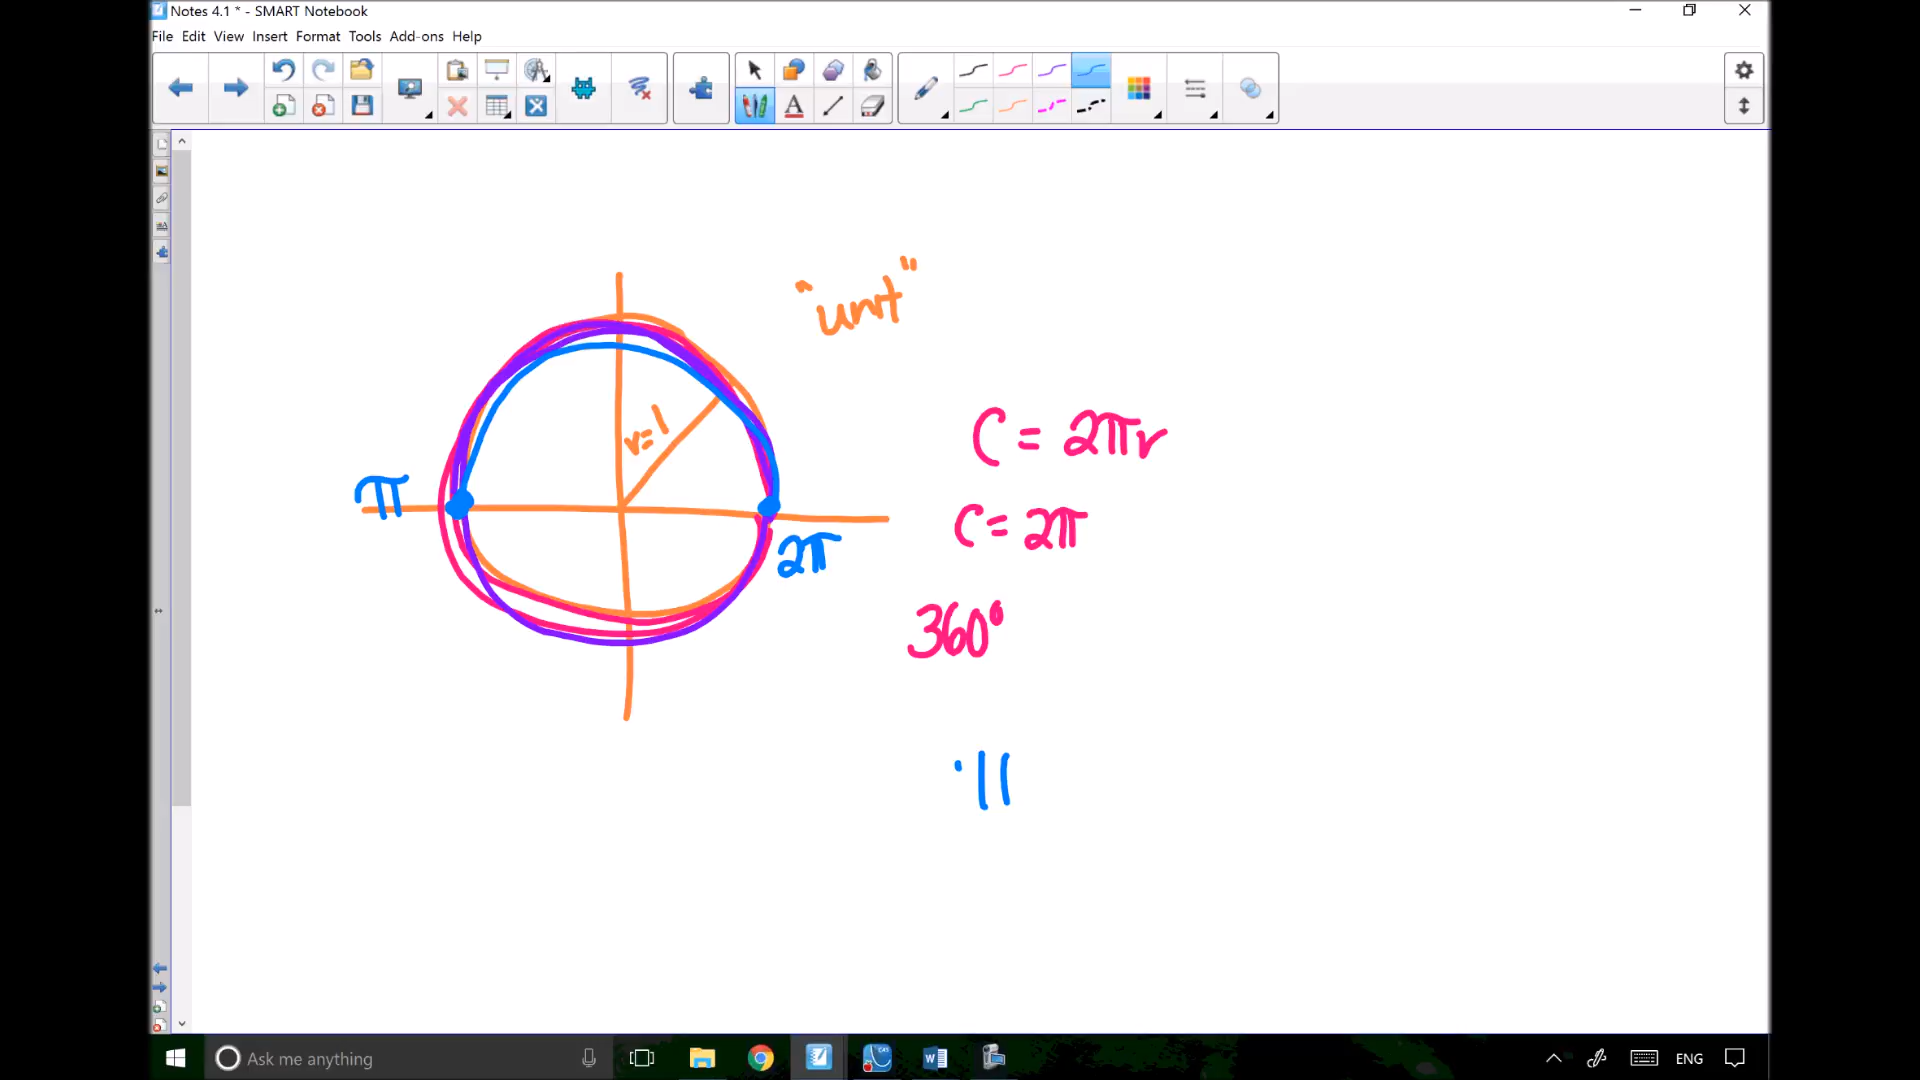 Notes 4.1 * - SMART Notebook
File Edit View Insert Format Tools Add-ons Help
"unit"
r=1
C = 2πr
π
C = 2π
2π
360°
Ask me anything
ENG